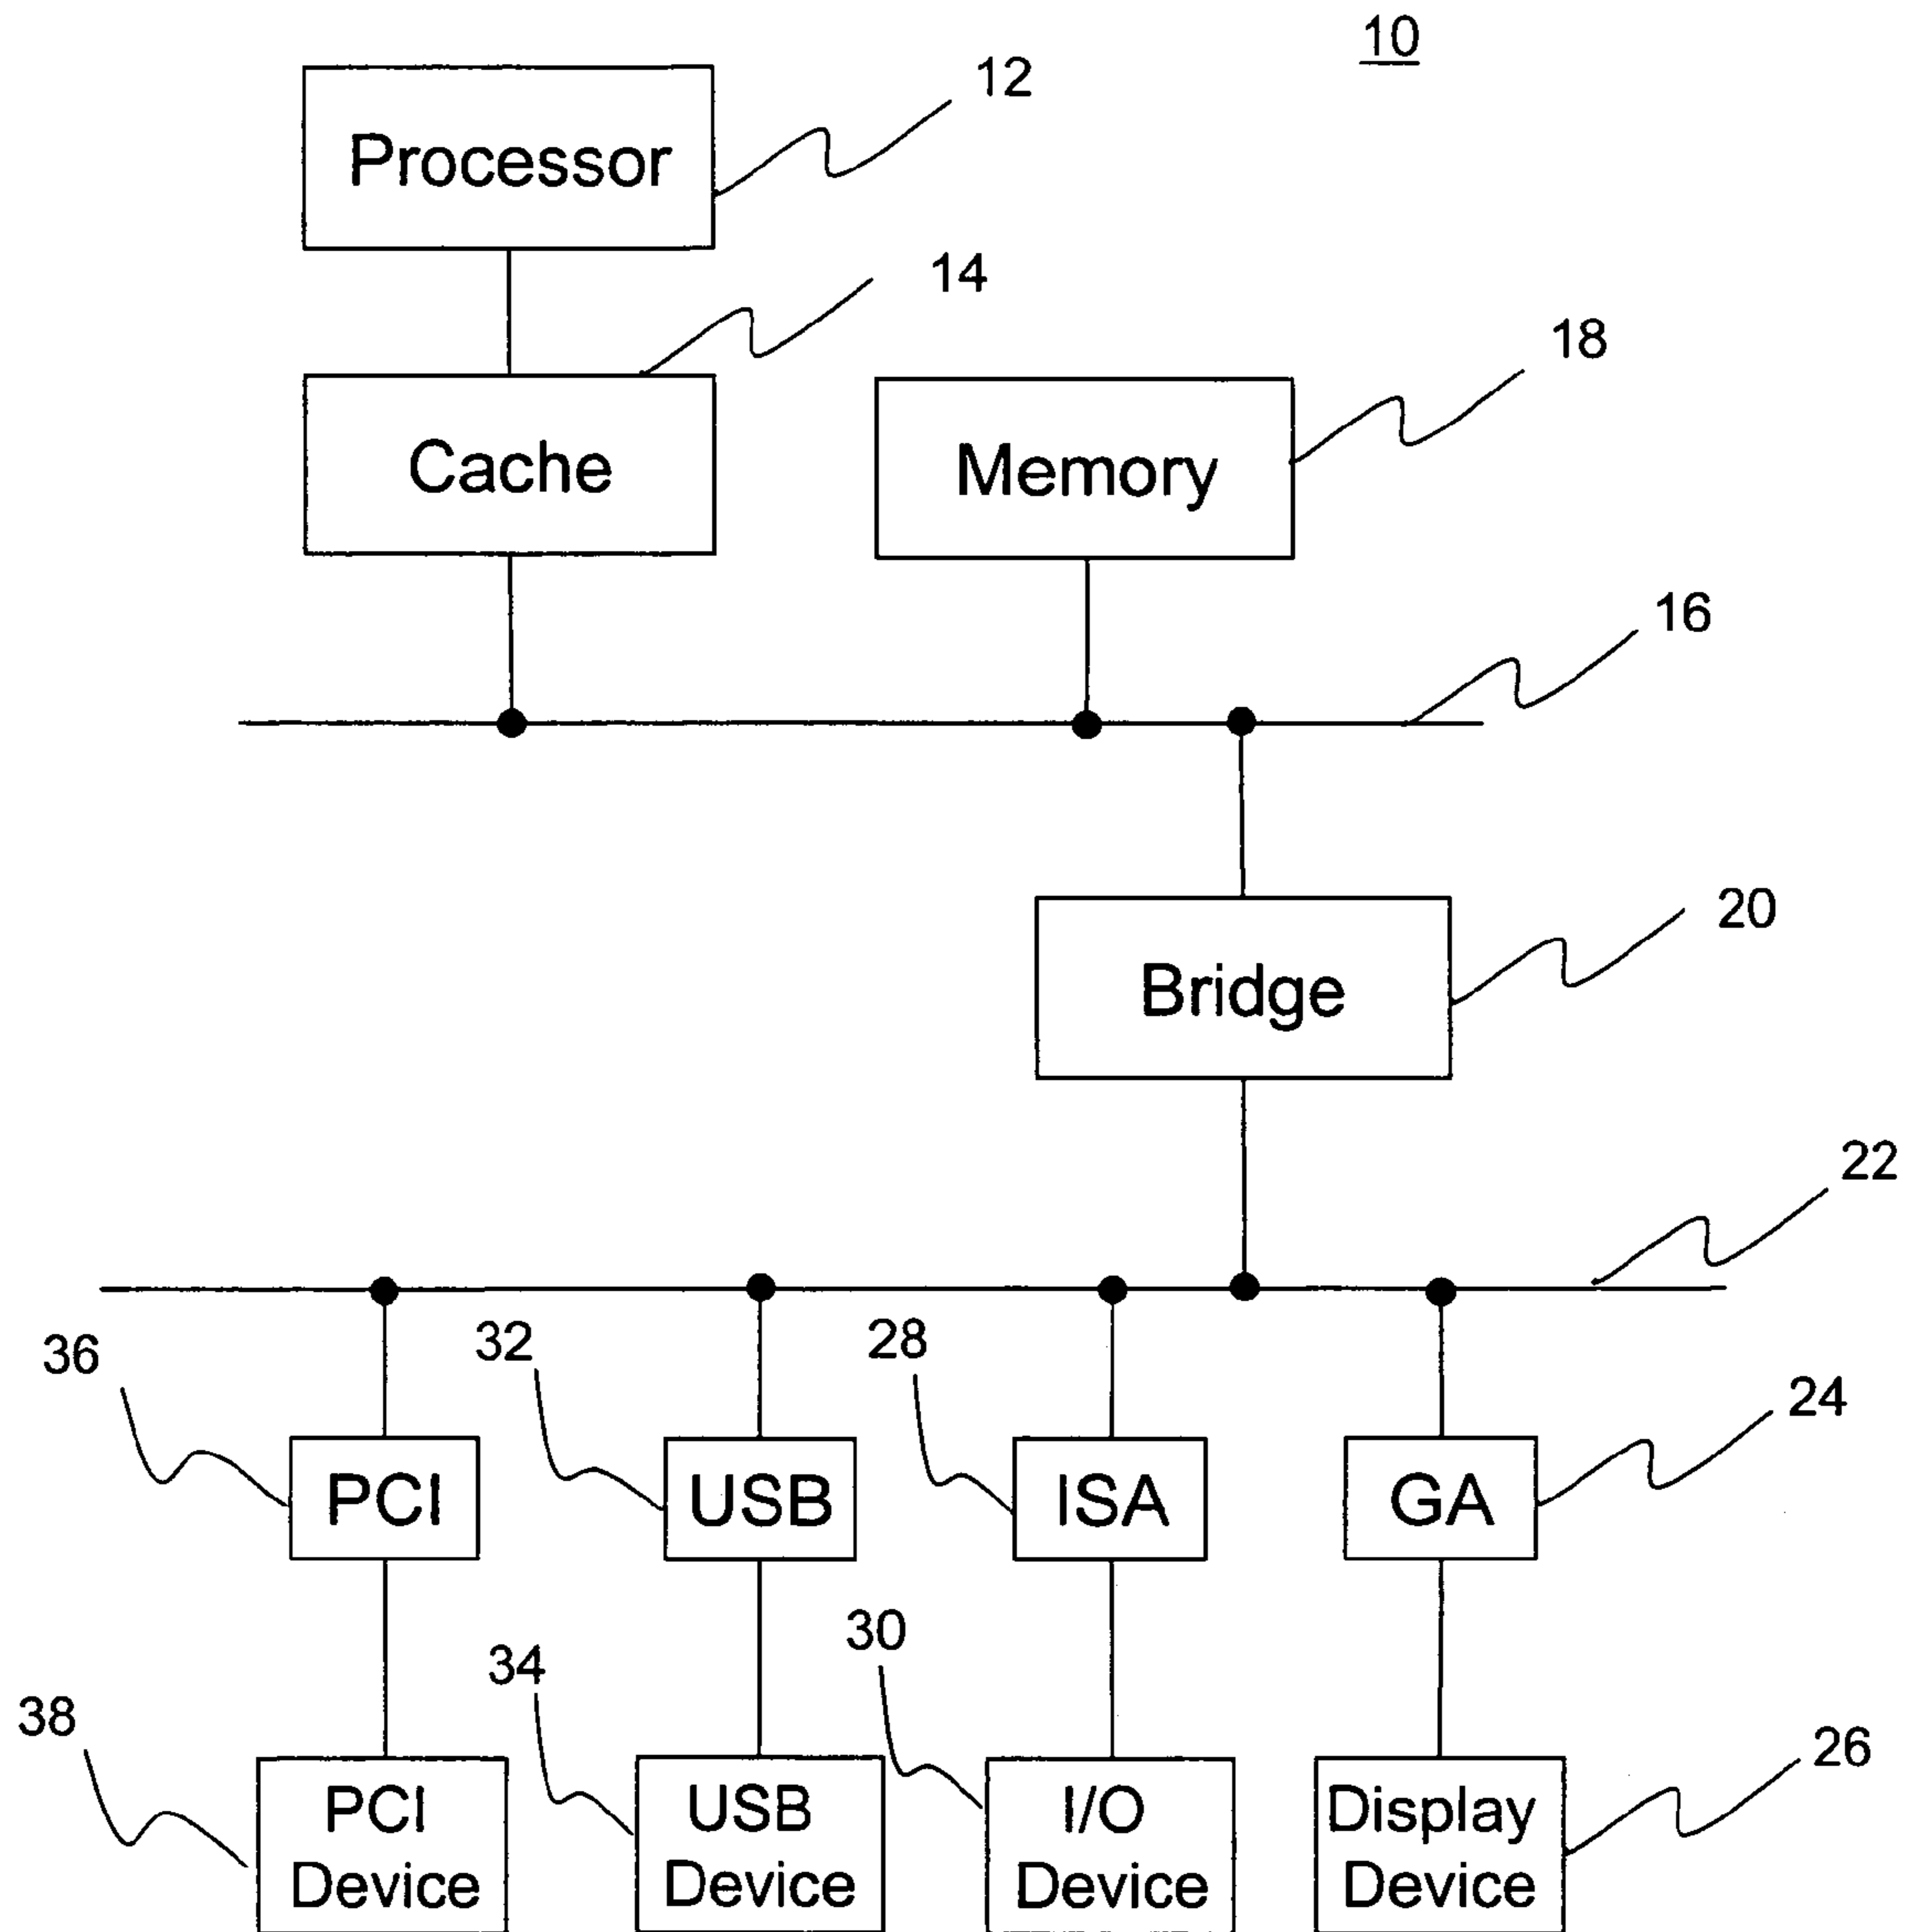 10
12
Processor
14
18
Cache
Memory
16
20
Bridge
22
36
32
28
24
PCI
USB
ISA
GA
38
34
30
26
PCI
Device
USB
Device
I/O
Device
Display
Device